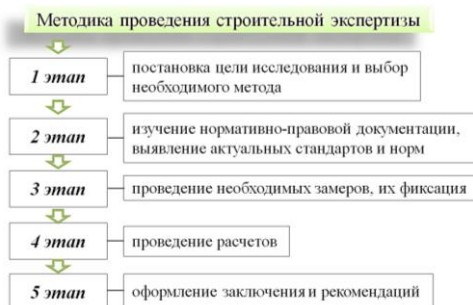 Методика проведения строительной экспертизы
1 этап
постановка цели исследования и выбор
необходимого метода
2 этап
изучение нормативно-правовой документации,
выявление актуальных стандартов и норм
3 этап
проведение необходимых замеров, их фиксация
4 этап
проведение расчетов
5 этап
оформление заключения и рекомендаций